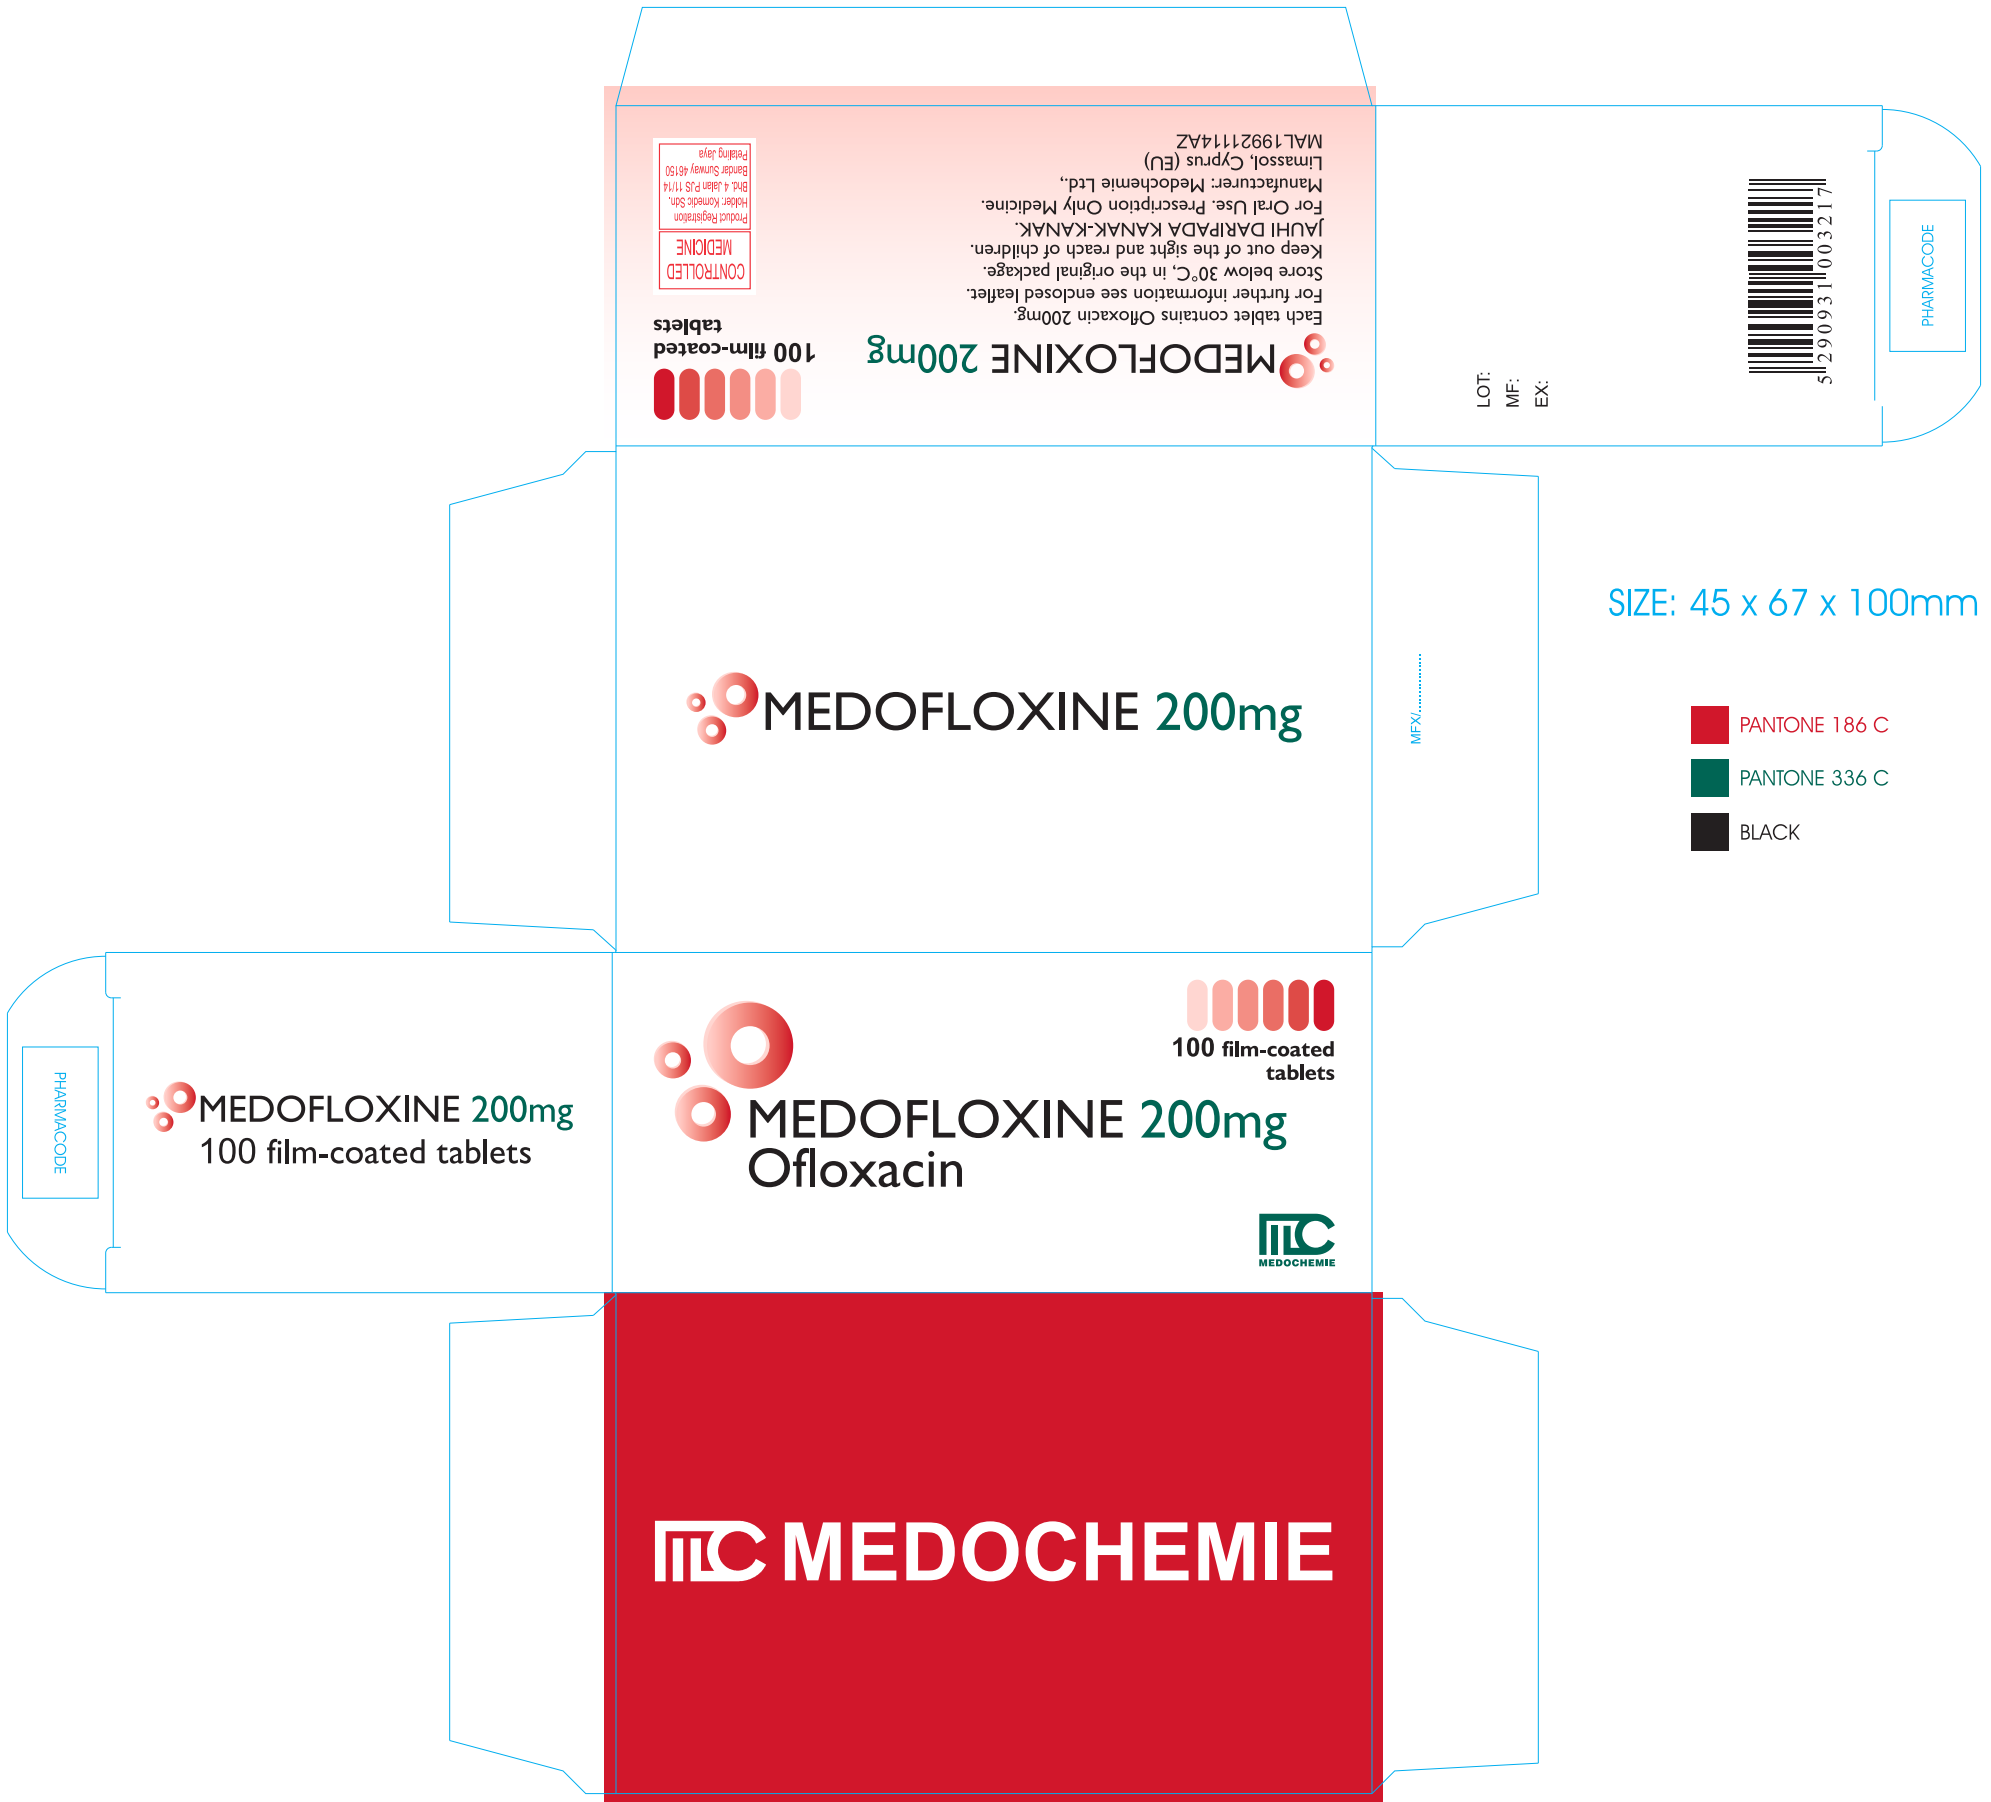 MEDOFLOXINE 200mg
Each tablet contains Ofloxacin 200mg.
For further information see enclosed leaflet.
Store below 30°C, in the original package.
Keep out of the sight and reach of children.
JAUHI DARIPADA KANAK-KANAK.
For Oral Use. Prescription Only Medicine.
Manufacturer: Medochemie Ltd.,
Limassol, Cyprus (EU)
MAL19921114AZ
100 film-coated
tablets
CONTROLLED
MEDICINE
Product Registration
Holder: Komedic Sdn.
Bhd. 4 Jalan PJS 11/14
Bandar Sunway 46150
Petaling Jaya
LOT:
MF:
EX:
5 290931 003217
PHARMACODE
MEDOFLOXINE 200mg
MFX/................
SIZE: 45 x 67 x 100mm
PANTONE 186 C
PANTONE 336 C
BLACK
PHARMACODE
MEDOFLOXINE 200mg
100 film-coated tablets
100 film-coated
tablets
MEDOFLOXINE 200mg
Ofloxacin
MC
MEDOCHEMIE
MC MEDOCHEMIE